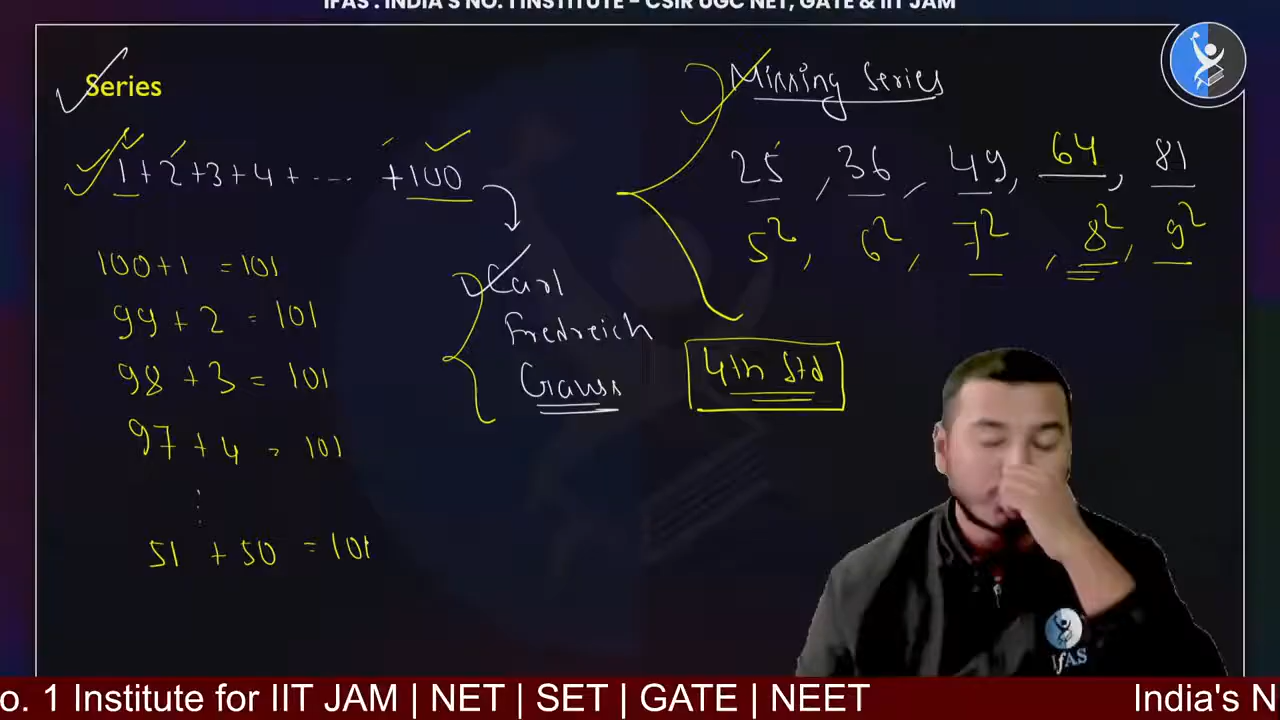 IFAS : INDIA'S NO. 1 INSTITUTE - CSIR UGC NET, GATE & IIT JAM
Series
1+2+3+4+ .... +100
100+1 =101
99+2 = 101
98+3 = 101
97+4 = 101
⋮
51 +50 =101
Carl
Fredreich
Gauss
Missing Series
25, 36, 49, 64, 81
5², 6², 7², 8², 9²
4th Std
IFAS
o. 1 Institute for IIT JAM | NET | SET | GATE | NEET India's N